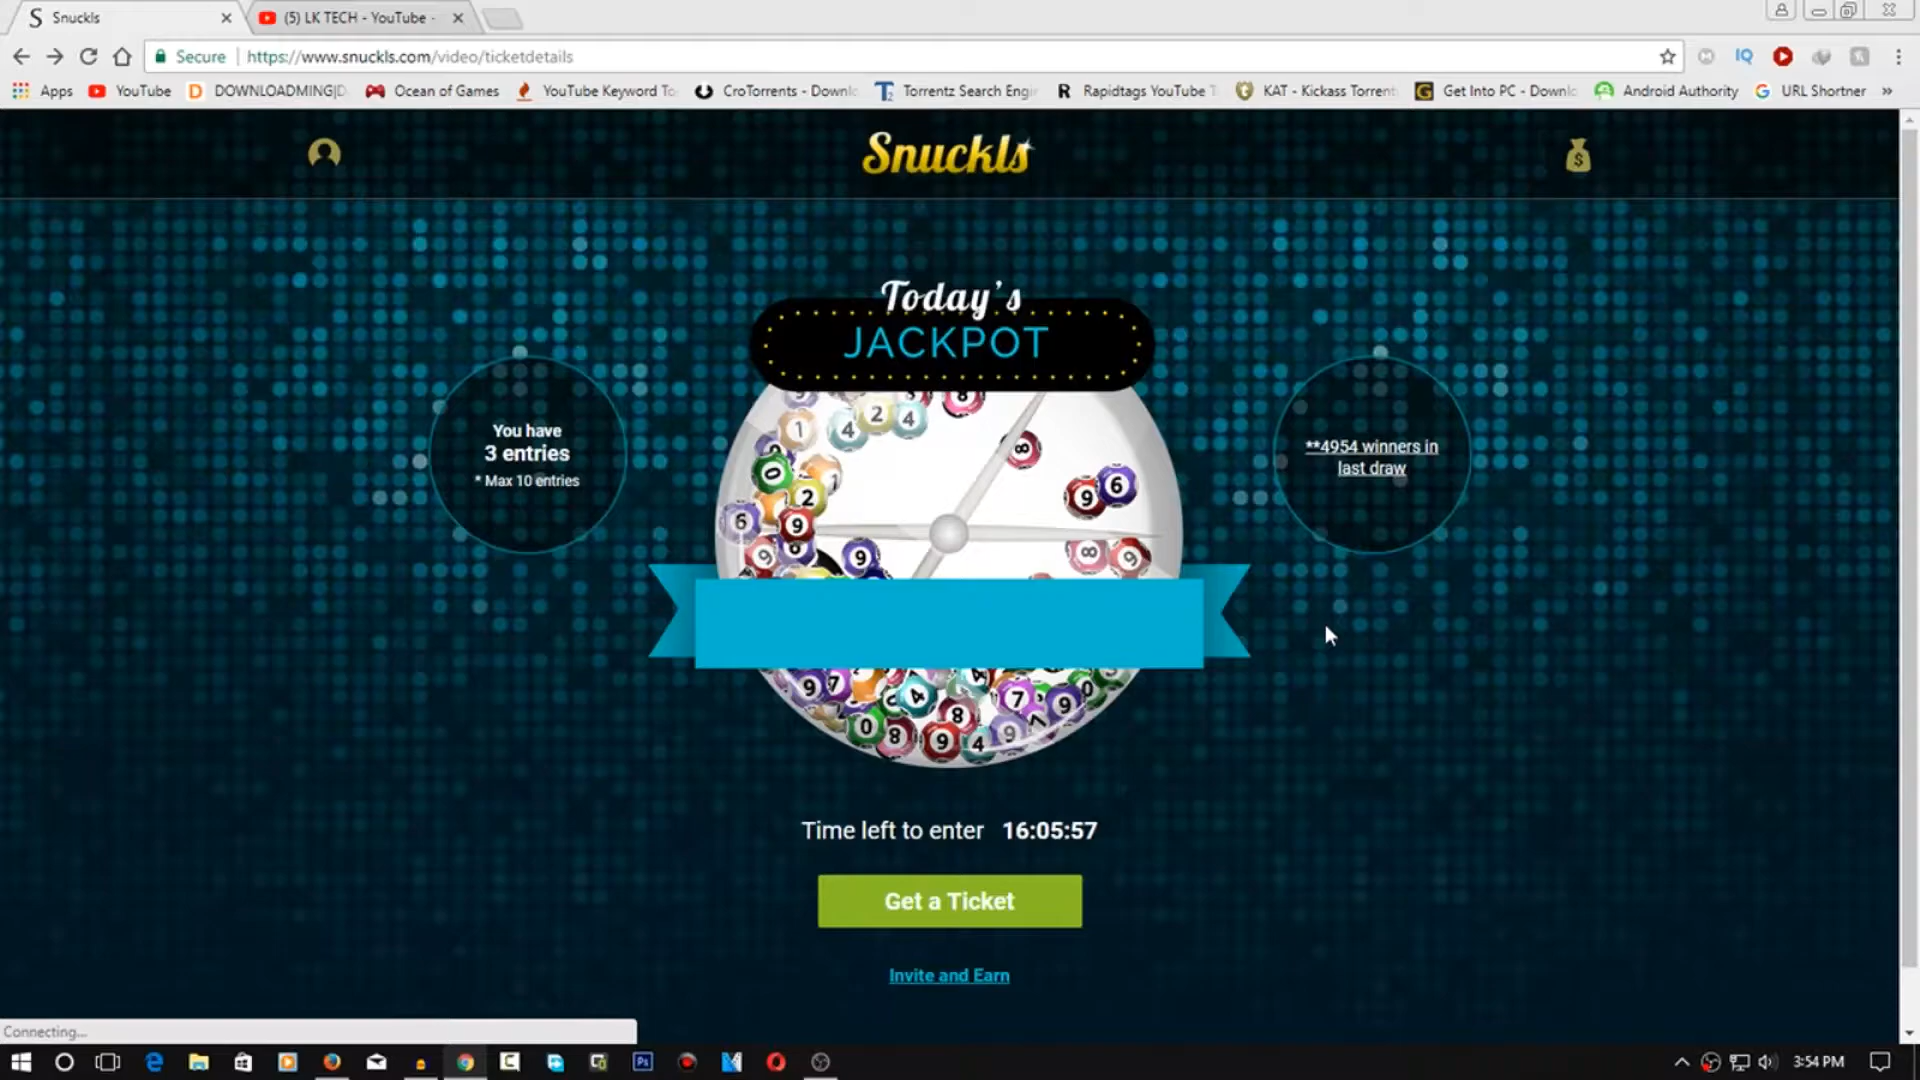 Snuckls
(5) LK TECH - YouTube -
Secure
https://www.snuckls.com/video/ticketdetails
Apps
YouTube
DOWNLOADMING|D
Ocean of Games
YouTube Keyword To
CroTorrents - Downlo
Torrentz Search Engin
Rapidtags YouTube T
KAT - Kickass Torrent
Get Into PC - Downlo
Android Authority
URL Shortner
»
Snuckls
Today's
JACKPOT
You have
3 entries
* Max 10 entries
**4954 winners in
last draw
Time left to enter 16:05:57
Get a Ticket
Invite and Earn
Connecting...
3:54 PM